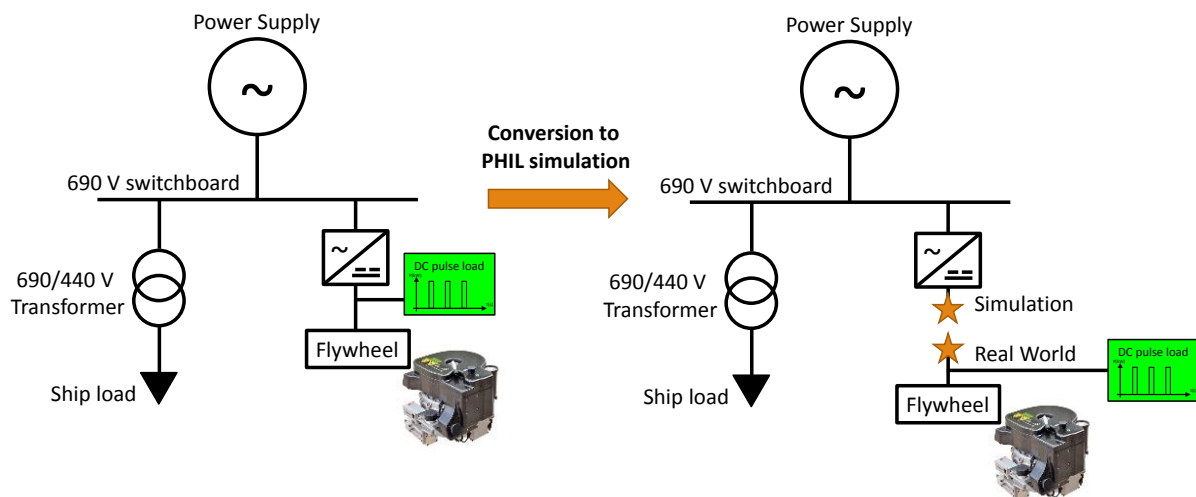 Power Supply
~
690 V switchboard
~
DC pulse load
690/440 V
Transformer
Flywheel
Ship load
Conversion to
PHIL simulation
Power Supply
~
690 V switchboard
~
690/440 V
Transformer
Simulation
Real World
DC pulse load
Flywheel
Ship load